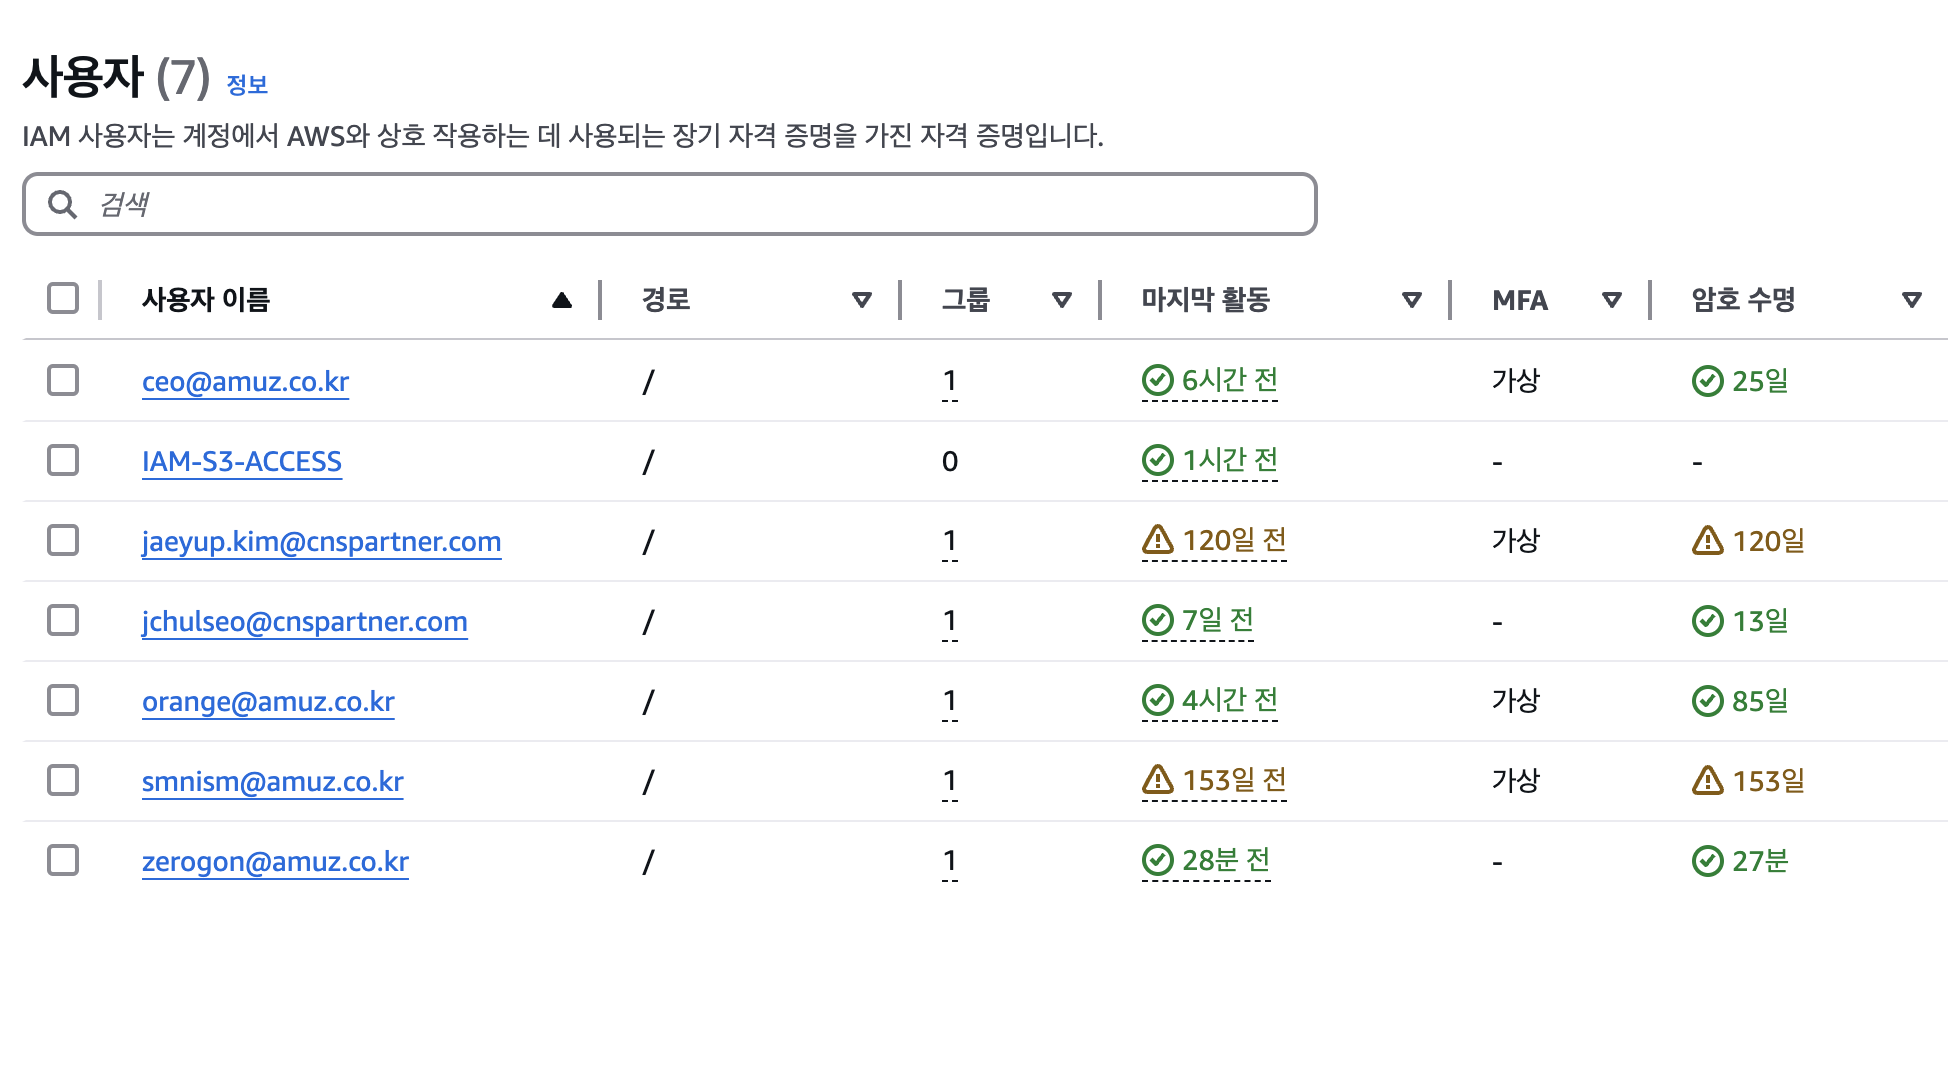 사용자 (7) 정보
IAM 사용자는 계정에서 AWS와 상호 작용하는 데 사용되는 장기 자격 증명을 가진 자격 증명입니다.
검색
사용자 이름 경로 그룹 마지막 활동 MFA 암호 수명
ceo@amuz.co.kr / 1 6시간 전 가상 25일
IAM-S3-ACCESS / 0 1시간 전 - -
jaeyup.kim@cnspartner.com / 1 120일 전 가상 120일
jchulseo@cnspartner.com / 1 7일 전 - 13일
orange@amuz.co.kr / 1 4시간 전 가상 85일
smnism@amuz.co.kr / 1 153일 전 가상 153일
zerogon@amuz.co.kr / 1 28분 전 - 27분